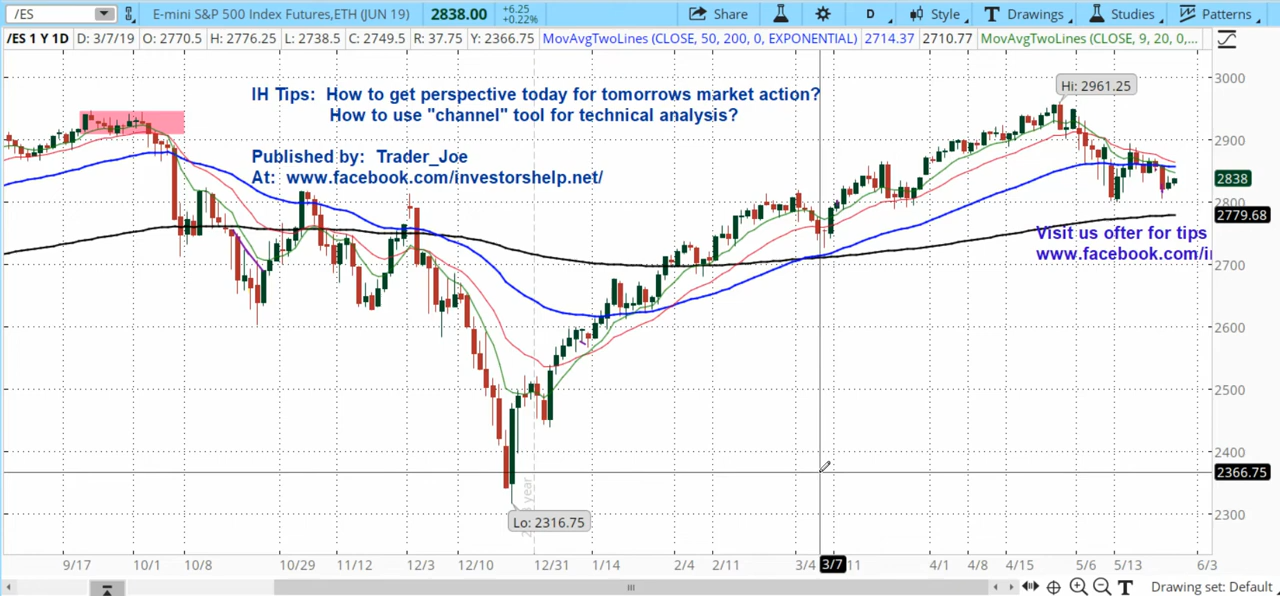 /ES E-mini S&P 500 Index Futures,ETH (JUN 19) 2838.00 +6.25 +0.22% Share D Style Drawings Studies Patterns
/ES 1 Y 1D D: 3/7/19 O: 2770.5 H: 2776.25 L: 2738.5 C: 2749.5 R: 37.75 Y: 2366.75 MovAvgTwoLines (CLOSE, 50, 200, 0, EXPONENTIAL) 2714.37 2710.77 MovAvgTwoLines (CLOSE, 9, 20, 0,...
3000
Hi: 2961.25
IH Tips: How to get perspective today for tomorrows market action?
How to use "channel" tool for technical analysis?
2900
Published by: Trader_Joe
At: www.facebook.com/investorshelp.net/
2838
2800
2779.68
Visit us ofter for tips
www.facebook.com/i
2700
2600
2500
2400
2366.75
year
2300
Lo: 2316.75
9/17 10/1 10/8 10/29 11/12 12/3 12/10 12/31 1/14 2/4 2/11 3/4 3/7 11 4/1 4/8 4/15 5/6 5/13 6/3
T Drawing set: Default